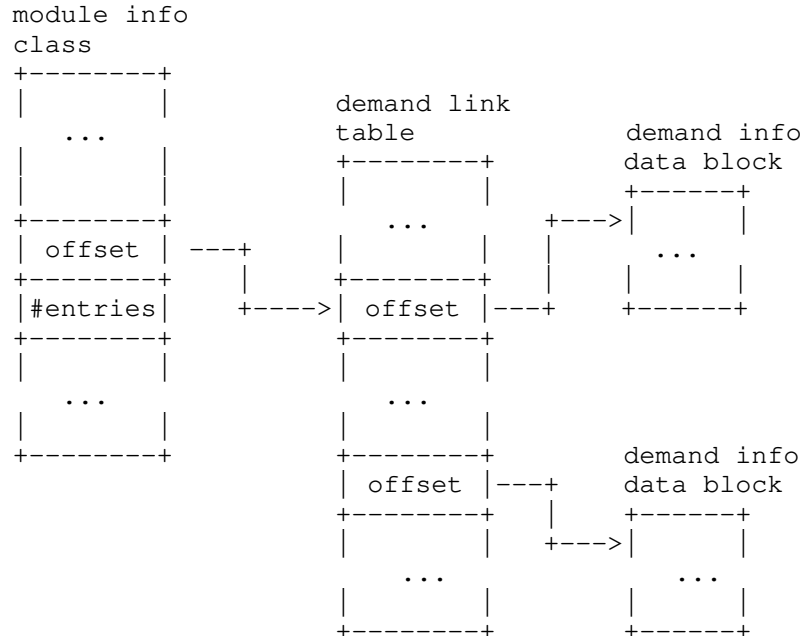 module info
class
...
offset
#entries
...
demand link
table
...
offset
...
offset
...
demand info
data block
...
demand info
data block
...